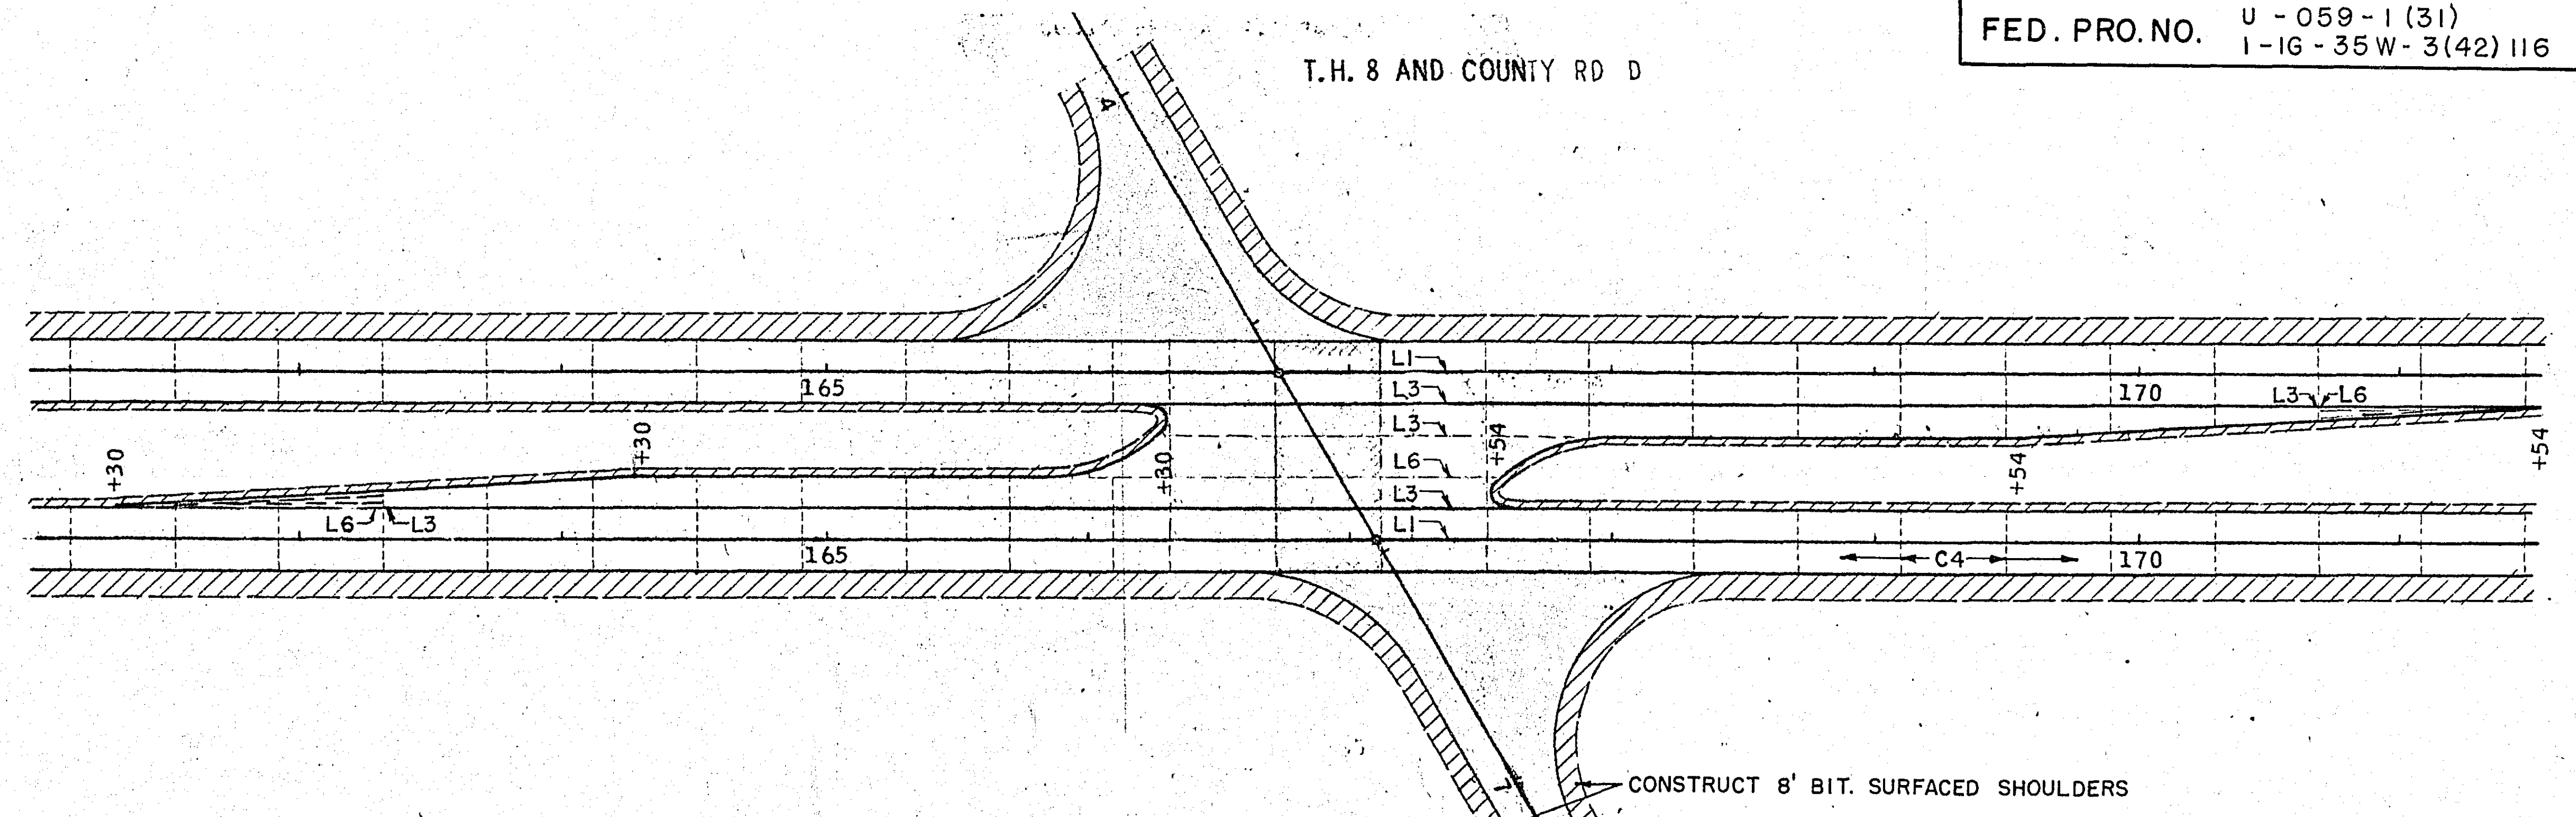 U - 059 - 1 (31)
FED. PRO. NO.
1 - IG - 35 W - 3(42) 116
T.H. 8 AND COUNTY RD D
4
L1
165
L3
170
L3 L6
+30
+30
L3
+30
+54
L6
+54
+54
L3
L6 L3
L1
165
C4
170
7
CONSTRUCT 8' BIT. SURFACED SHOULDERS